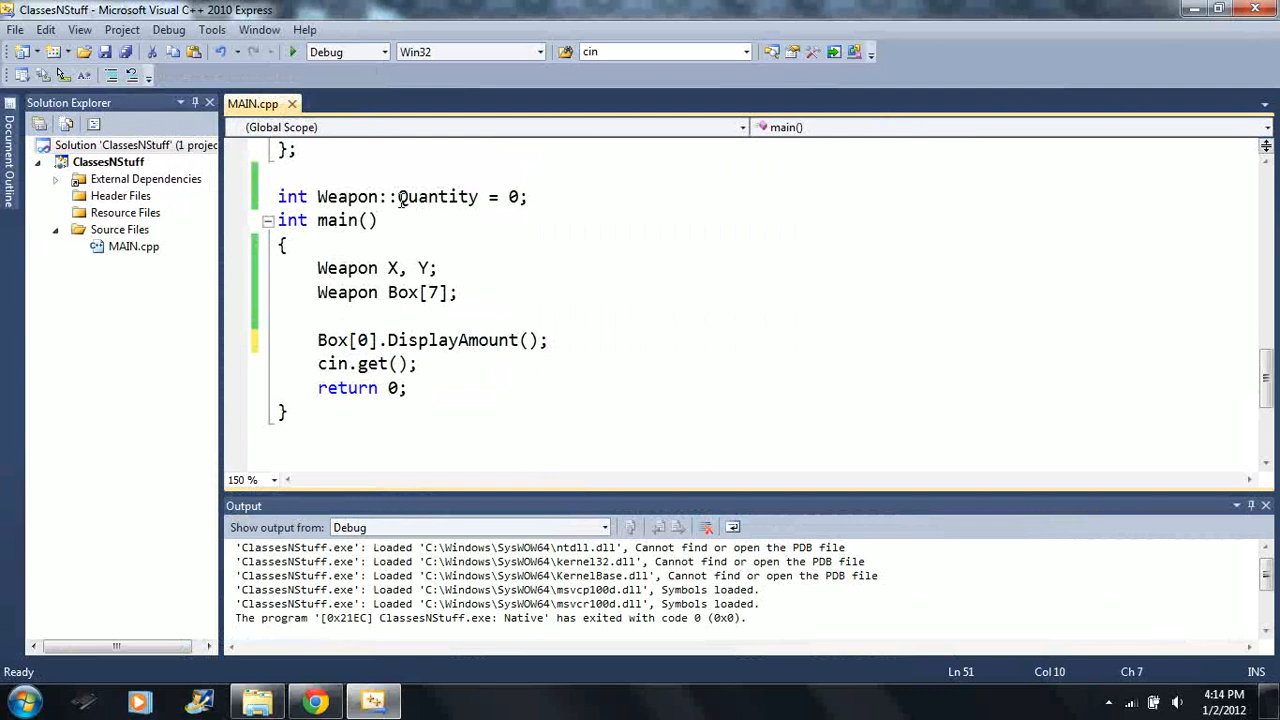 ClassesNStuff - Microsoft Visual C++ 2010 Express
File Edit View Project Debug Tools Window Help
Debug Win32 cin
Solution Explorer
MAIN.cpp
Document Outline
(Global Scope) main()
Solution 'ClassesNStuff' (1 projec
ClassesNStuff
External Dependencies
Header Files
Resource Files
Source Files
MAIN.cpp
};
int Weapon::Quantity = 0;
int main()
{
Weapon X, Y;
Weapon Box[7];
Box[0].DisplayAmount();
cin.get();
return 0;
}
150 %
Output
Show output from: Debug
'ClassesNStuff.exe': Loaded 'C:\Windows\SysWOW64\ntdll.dll', Cannot find or open the PDB file
'ClassesNStuff.exe': Loaded 'C:\Windows\SysWOW64\kernel32.dll', Cannot find or open the PDB file
'ClassesNStuff.exe': Loaded 'C:\Windows\SysWOW64\KernelBase.dll', Cannot find or open the PDB file
'ClassesNStuff.exe': Loaded 'C:\Windows\SysWOW64\msvcp100d.dll', Symbols loaded.
'ClassesNStuff.exe': Loaded 'C:\Windows\SysWOW64\msvcr100d.dll', Symbols loaded.
The program '[0x21EC] ClassesNStuff.exe: Native' has exited with code 0 (0x0).
Ready Ln 51 Col 10 Ch 7 INS
4:14 PM
1/2/2012